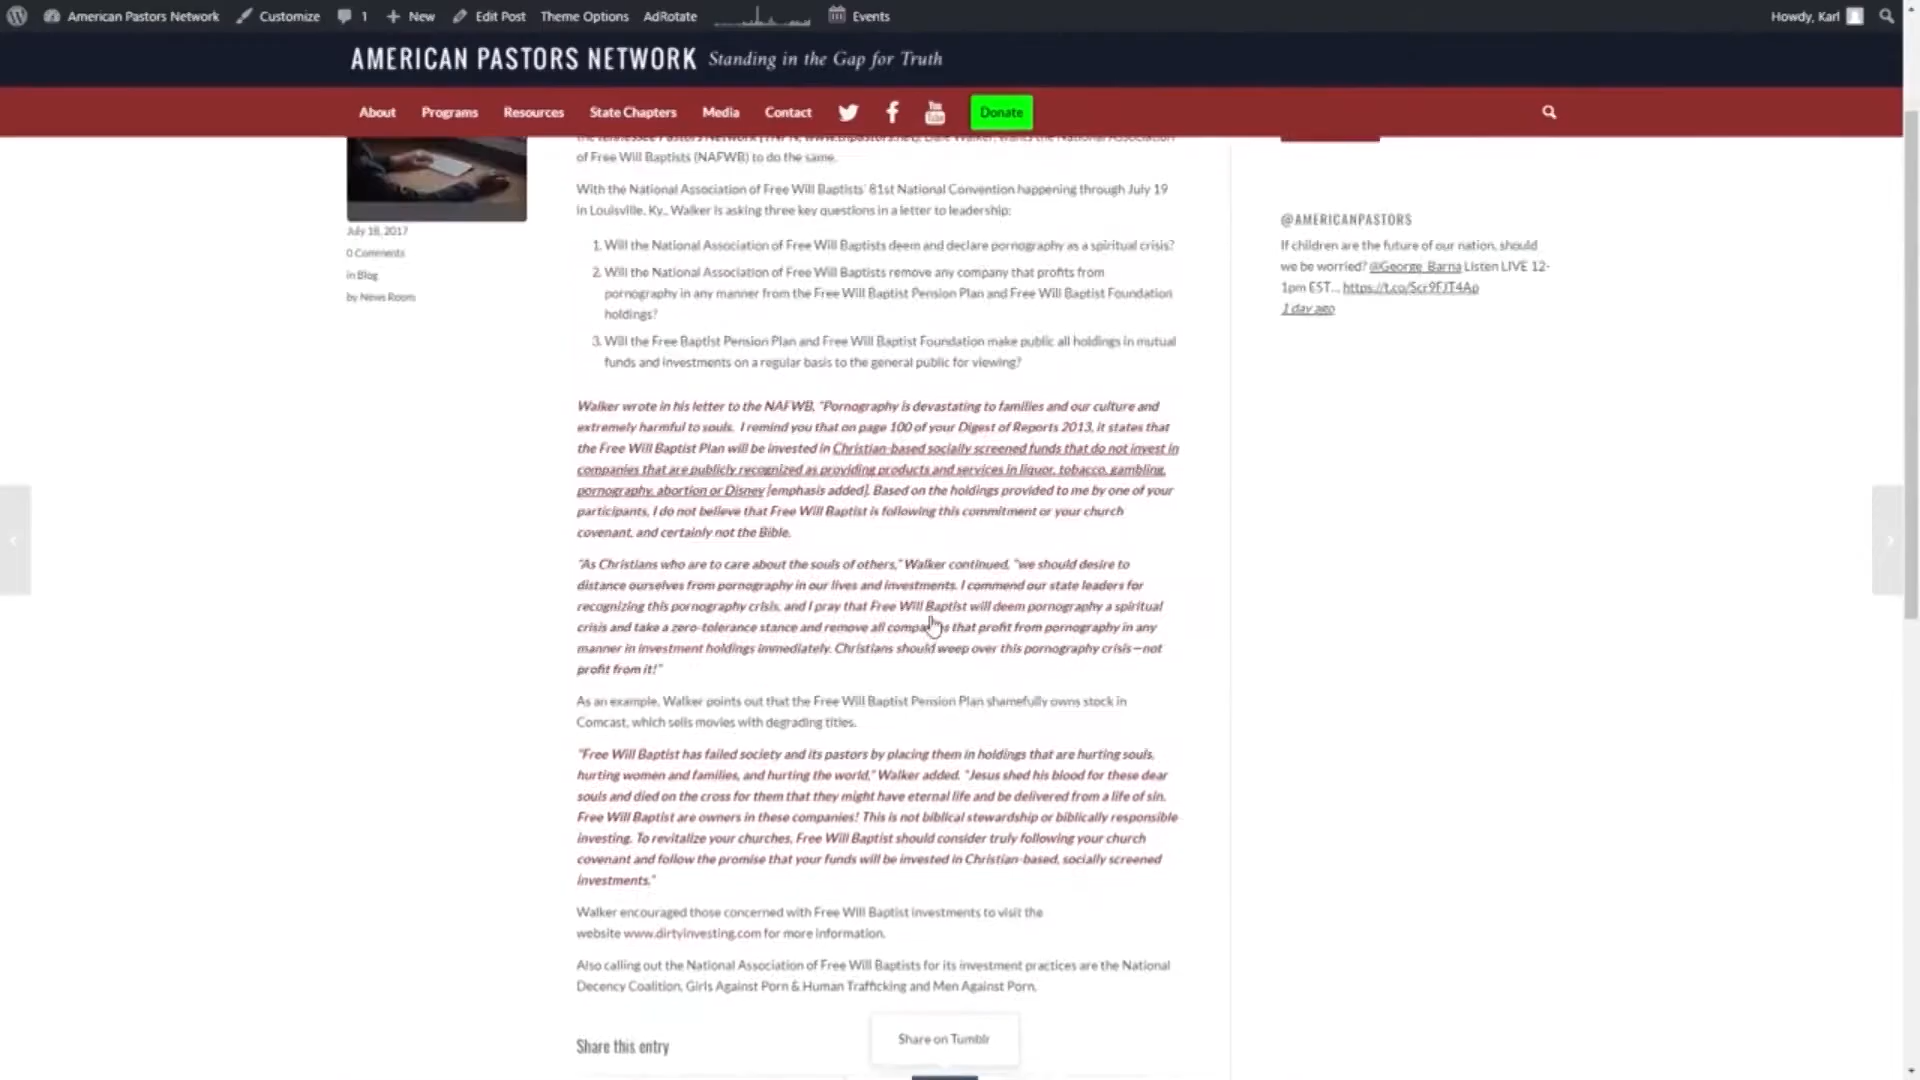 American Pastors Network Customize 1 New Edit Post Theme Options AdRotate Events Howdy, Karl
AMERICAN PASTORS NETWORK Standing in the Gap for Truth
About Programs Resources State Chapters Media Contact You Tube Donate
the Tennessee Pastors Network (TNPN, www.tnpastors.net), Dale Walker, wants the National Association
of Free Will Baptists (NAFWB) to do the same.
With the National Association of Free Will Baptists' 81st National Convention happening through July 19
in Louisville, Ky., Walker is asking three key questions in a letter to leadership:
1. Will the National Association of Free Will Baptists deem and declare pornography as a spiritual crisis?
2. Will the National Association of Free Will Baptists remove any company that profits from
pornography in any manner from the Free Will Baptist Pension Plan and Free Will Baptist Foundation
holdings?
3. Will the Free Baptist Pension Plan and Free Will Baptist Foundation make public all holdings in mutual
funds and investments on a regular basis to the general public for viewing?
Walker wrote in his letter to the NAFWB, "Pornography is devastating to families and our culture and
extremely harmful to souls. I remind you that on page 100 of your Digest of Reports 2013, it states that
the Free Will Baptist Plan will be invested in Christian-based socially screened funds that do not invest in
companies that are publicly recognized as providing products and services in liquor, tobacco, gambling,
pornography, abortion or Disney [emphasis added]. Based on the holdings provided to me by one of your
participants, I do not believe that Free Will Baptist is following this commitment or your church
covenant, and certainly not the Bible.
"As Christians who are to care about the souls of others," Walker continued, "we should desire to
distance ourselves from pornography in our lives and investments. I commend our state leaders for
recognizing this pornography crisis, and I pray that Free Will Baptist will deem pornography a spiritual
crisis and take a zero-tolerance stance and remove all companies that profit from pornography in any
manner in investment holdings immediately. Christians should weep over this pornography crisis—not
profit from it!"
As an example, Walker points out that the Free Will Baptist Pension Plan shamefully owns stock in
Comcast, which sells movies with degrading titles.
"Free Will Baptist has failed society and its pastors by placing them in holdings that are hurting souls,
hurting women and families, and hurting the world," Walker added. "Jesus shed his blood for these dear
souls and died on the cross for them that they might have eternal life and be delivered from a life of sin.
Free Will Baptist are owners in these companies! This is not biblical stewardship or biblically responsible
investing. To revitalize your churches, Free Will Baptist should consider truly following your church
covenant and follow the promise that your funds will be invested in Christian-based, socially screened
investments."
Walker encouraged those concerned with Free Will Baptist investments to visit the
website www.dirtyinvesting.com for more information.
Also calling out the National Association of Free Will Baptists for its investment practices are the National
Decency Coalition, Girls Against Porn & Human Trafficking and Men Against Porn.
Share this entry
Share on Tumblr
July 18, 2017
0 Comments
in Blog
by News Room
@AMERICANPASTORS
If children are the future of our nation, should
we be worried? @George_Barna Listen LIVE 12-
1pm EST... https://t.co/Scr9FJT4Ap
1 day ago